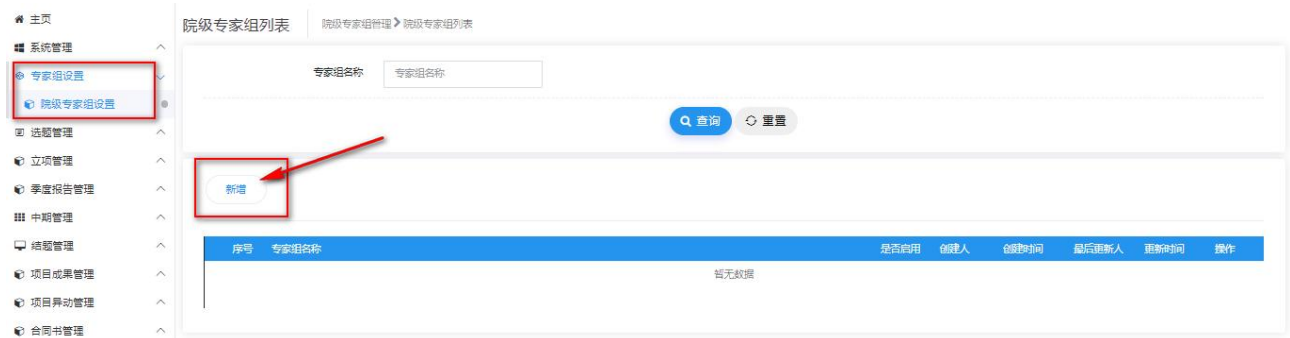 主页
系统管理
专家组设置
院级专家组设置
选题管理
立项管理
季度报告管理
中期管理
结题管理
项目成果管理
项目异动管理
合同书管理
院级专家组列表 院级专家组管理 院级专家组列表
专家组名称 专家组名称
查询 重置
新增
序号 专家组名称 是否启用 创建人 创建时间 最后更新人 更新时间 操作
暂无数据